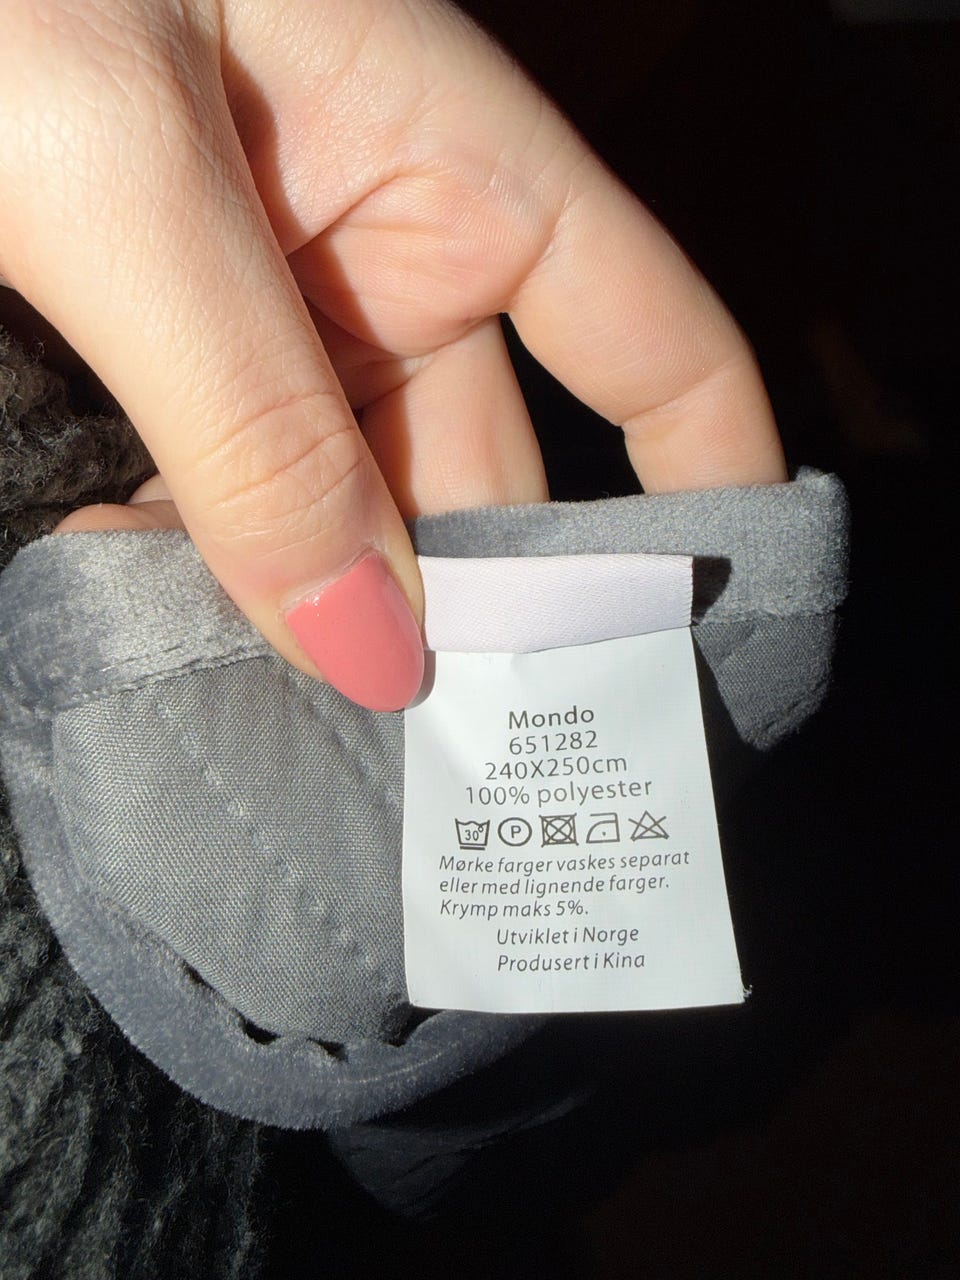 Mondo
651282
240X250cm
100% polyester
30° P
Mørke farger vaskes separat
eller med lignende farger.
Krymp maks 5%.
Utviklet i Norge
Produsert i Kina